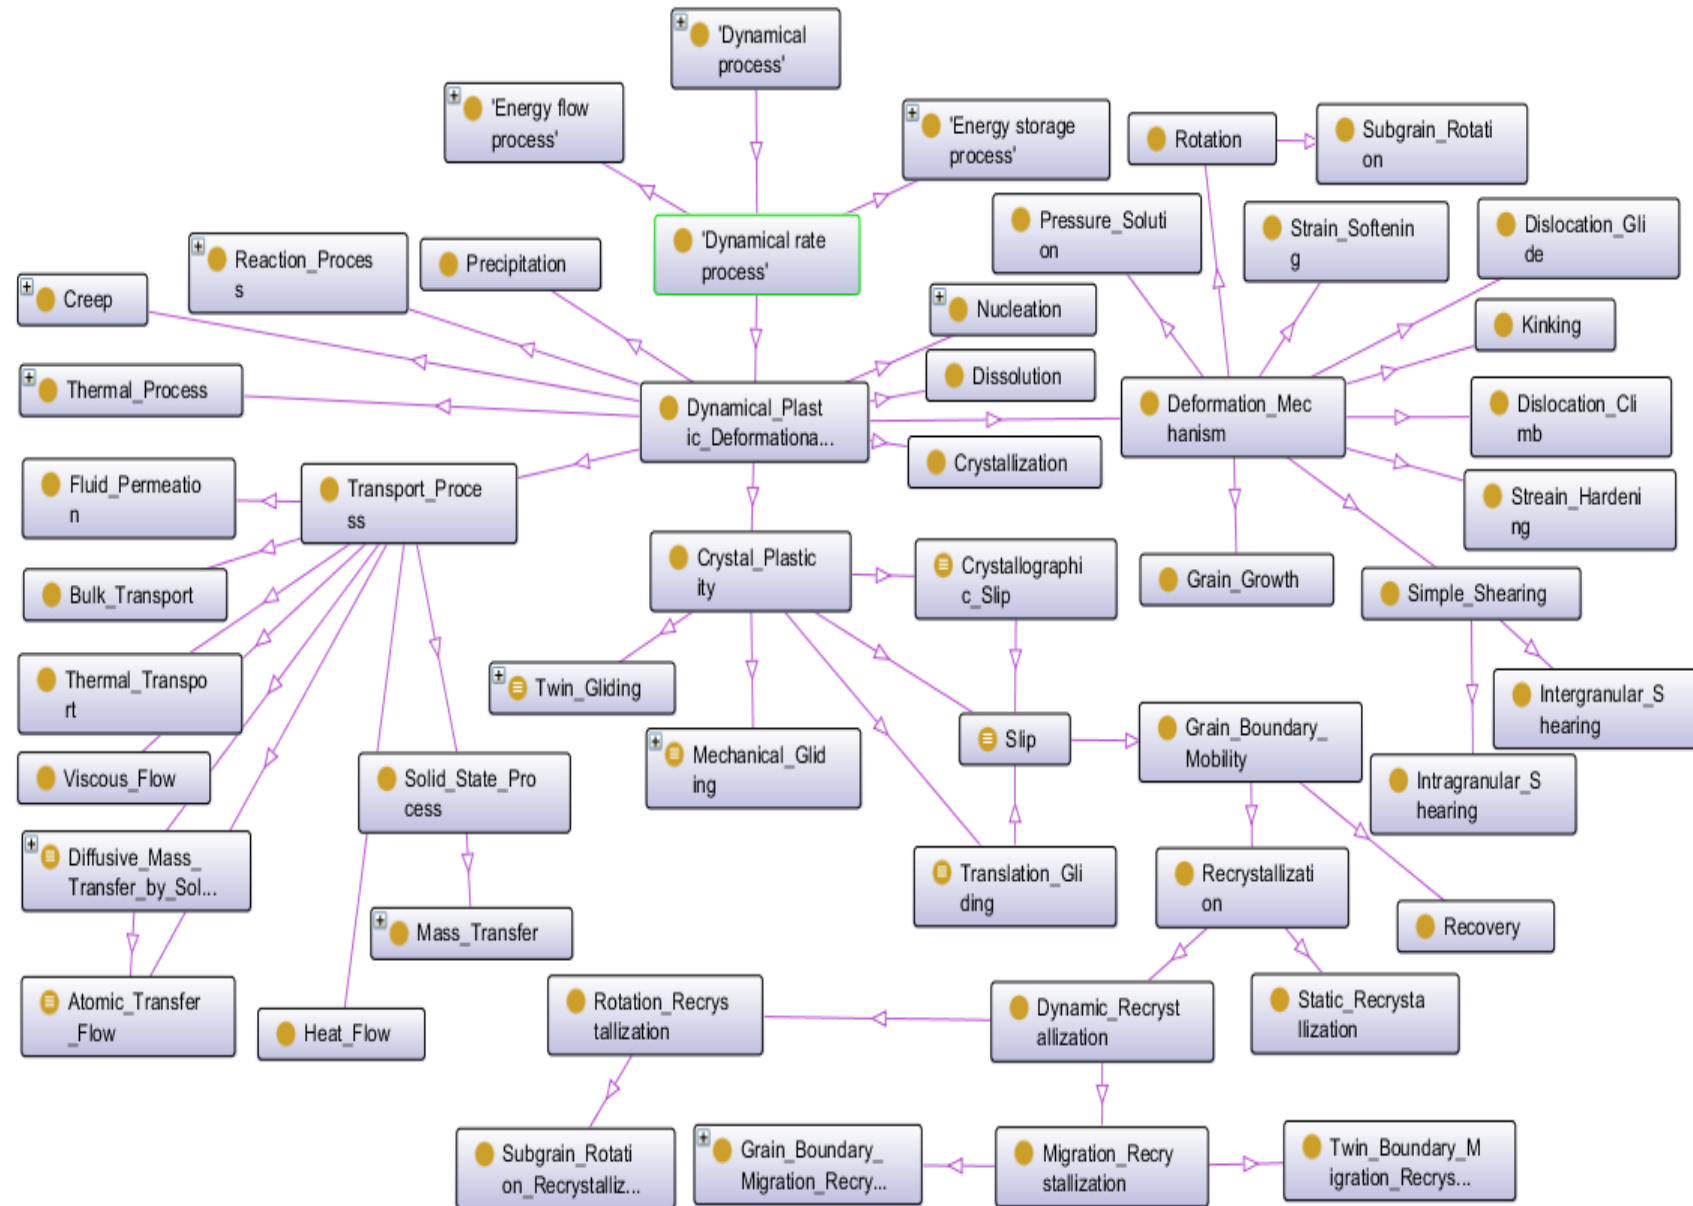 'Dynamical
process'
'Energy flow
process'
'Energy storage
process'
Rotation
Subgrain_Rotati
on
'Dynamical rate
process'
Pressure_Soluti
on
Strain_Softenin
g
Dislocation_Gli
de
Reaction_Proces
s
Precipitation
Creep
Nucleation
Kinking
Thermal_Process
Dissolution
Dynamical_Plast
ic_Deformationa...
Deformation_Mec
hanism
Dislocation_Cli
mb
Crystallization
Fluid_Permeatio
n
Transport_Proce
ss
Streain_Hardeni
ng
Crystal_Plastic
ity
Crystallographi
c_Slip
Grain_Growth
Simple_Shearing
Bulk_Transport
Thermal_Transpo
rt
Twin_Gliding
Intergranular_S
hearing
Slip
Grain_Boundary_
Mobility
Mechanical_Glid
ing
Viscous_Flow
Solid_State_Pro
cess
Intragranular_S
hearing
Diffusive_Mass_
Transfer_by_Sol...
Translation_Gli
ding
Recrystallizati
on
Mass_Transfer
Recovery
Atomic_Transfer
_Flow
Heat_Flow
Rotation_Recrys
tallization
Dynamic_Recryst
allization
Static_Recrysta
llization
Subgrain_Rotati
on_Recrystalliz...
Grain_Boundary_
Migration_Recry...
Migration_Recry
stallization
Twin_Boundary_M
igration_Recrys...